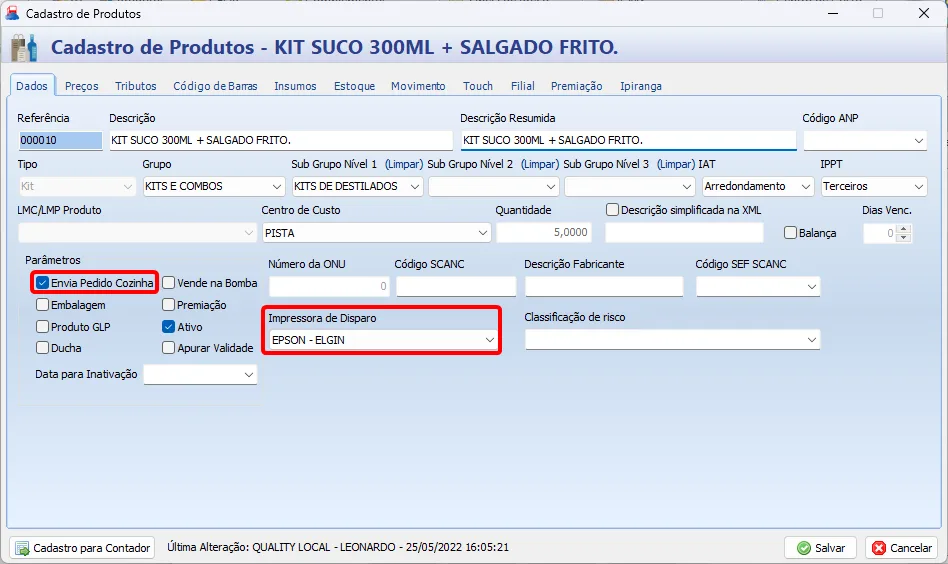 Cadastro de Produtos
Cadastro de Produtos - KIT SUCO 300ML + SALGADO FRITO.
Dados Preços Tributos Código de Barras Insumos Estoque Movimento Touch Filial Premiação Ipiranga
Referência Descrição Descrição Resumida Código ANP
000010 KIT SUCO 300ML + SALGADO FRITO. KIT SUCO 300ML + SALGADO FRITO.
Tipo Grupo Sub Grupo Nível 1 (Limpar) Sub Grupo Nível 2 (Limpar) Sub Grupo Nível 3 (Limpar) IAT IPPT
Kit KITS E COMBOS KITS DE DESTILADOS Arredondamento Terceiros
LMC/LMP Produto Centro de Custo Quantidade Descrição simplificada na XML Dias Venc.
PISTA 5,0000 Balança 0
Parâmetros Número da ONU Código SCANC Descrição Fabricante Código SEF SCANC
Envia Pedido Cozinha Vende na Bomba 0
Embalagem Premiação
Impressora de Disparo Classificação de risco
Produto GLP Ativo
EPSON - ELGIN
Ducha Apurar Validade
Data para Inativação
Cadastro para Contador Última Alteração: QUALITY LOCAL - LEONARDO - 25/05/2022 16:05:21 Salvar Cancelar